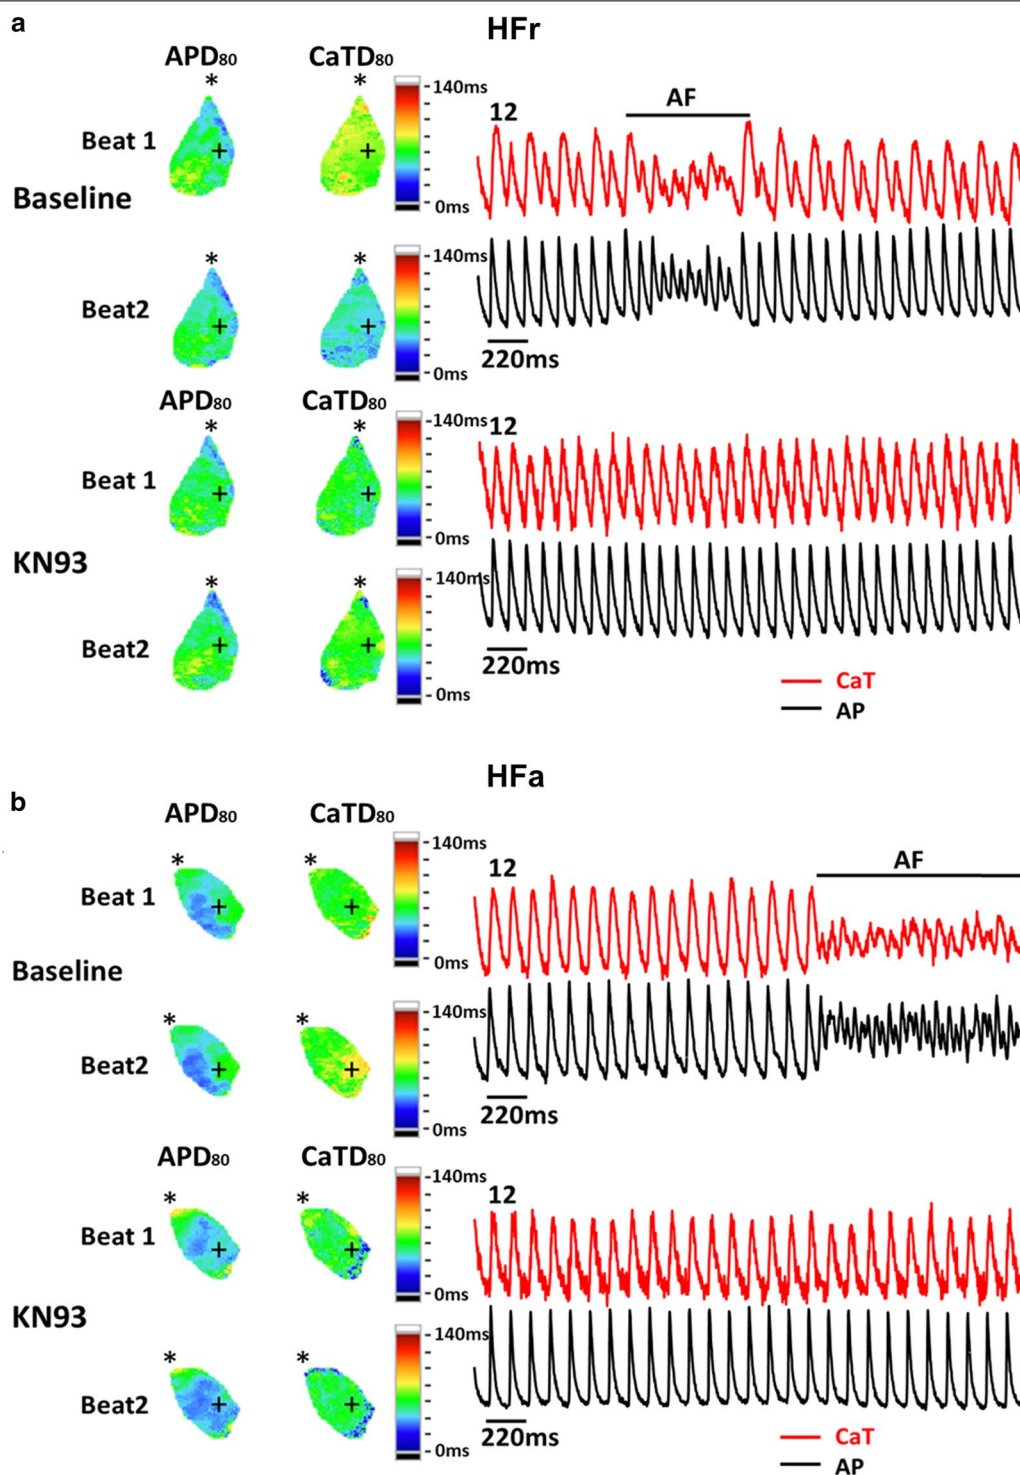 a
HFr
APD80 CaTD80
* *
140ms
AF
12
Beat 1
+ +
Baseline
0ms
* *
140ms
Beat2
+ +
220ms
0ms
APD80 CaTD80
* *
140ms
12
Beat 1
+ +
0ms
KN93
* *
140ms
Beat2
+ +
220ms
0ms
CaT
AP
HFa
b
APD80 CaTD80
* *
140ms
AF
12
Beat 1
+ +
0ms
Baseline
* *
140ms
Beat2
+ +
220ms
0ms
APD80 CaTD80
* *
140ms
12
Beat 1
+ +
0ms
KN93
* *
140ms
Beat2
+ +
220ms
0ms
CaT
AP